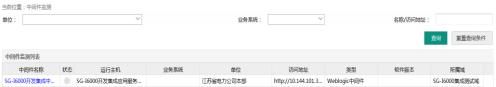 当前位置：中间件监测
单位： 业务系统： 名称/访问地址：
查询 重置查询条件
中间件监测列表
中间件名称 状态 运行主机 业务系统 单位 访问地址 类型 软件版本 所属域
SG-I6000开发集成中... SG-I6000开发集成应用服务... 江苏省电力公司本部 http://10.144.101.3... Weblogic中间件 SG-I6000集成测试域